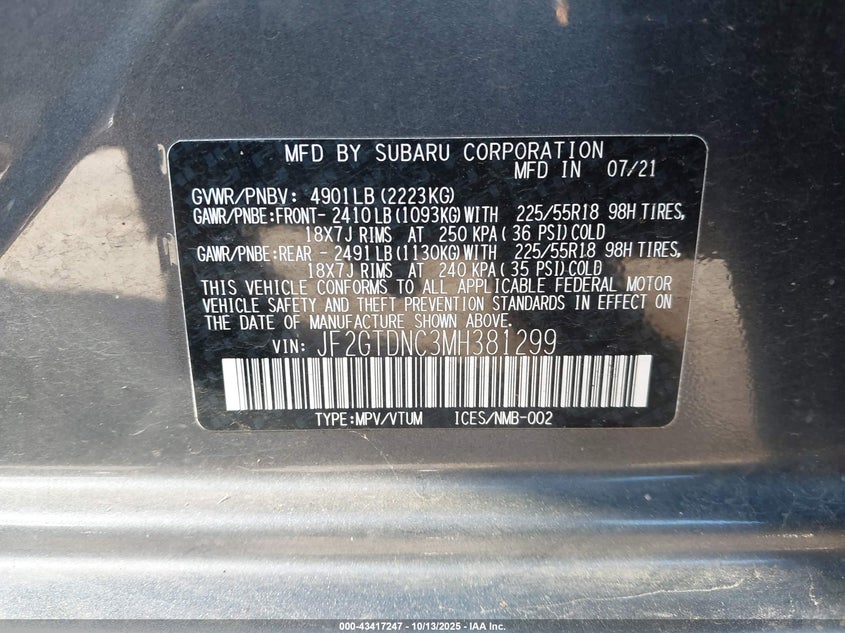 MFD BY SUBARU CORPORATION
MFD IN 07/21
GVWR/PNBV: 4901LB (2223KG)
GAWR/PNBE:FRONT- 2410 LB (1093KG) WITH 225/55R18 98H TIRES,
18X7J RIMS AT 250 KPA ( 36 PSI) COLD
GAWR/PNBE:REAR - 2491 LB (1130KG) WITH 225/55R18 98H TIRES,
18X7J RIMS AT 240 KPA ( 35 PSI) COLD
THIS VEHICLE CONFORMS TO ALL APPLICABLE FEDERAL MOTOR
VEHICLE SAFETY AND THEFT PREVENTION STANDARDS IN EFFECT ON
THE DATE OF MANUFACTURE SHOWN ABOVE.
VIN: JF2GTDNC3MH381299
TYPE:MPV/VTUM ICES/NMB-002
000-43417247 - 10/13/2025 - IAA Inc.